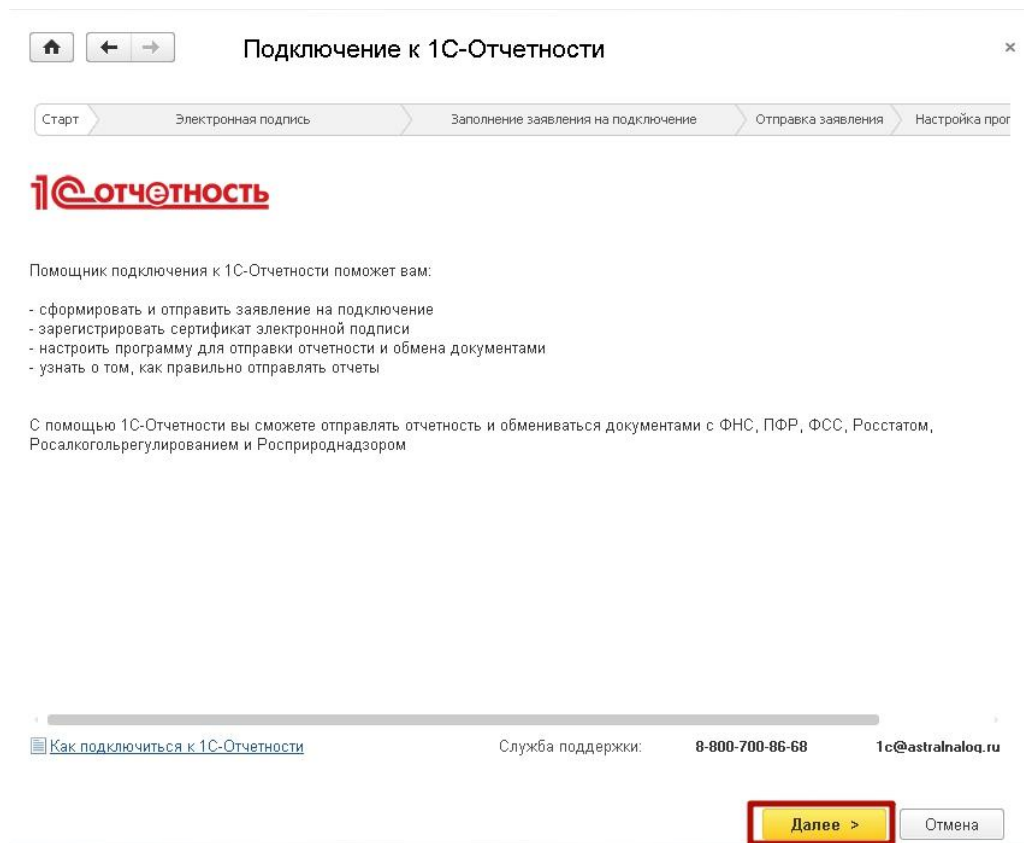 Подключение к 1С-Отчетности
Старт
Электронная подпись
Заполнение заявления на подключение
Отправка заявления
Настройка прог
1С отчетность
Помощник подключения к 1С-Отчетности поможет вам:
- сформировать и отправить заявление на подключение
- зарегистрировать сертификат электронной подписи
- настроить программу для отправки отчетности и обмена документами
- узнать о том, как правильно отправлять отчеты
С помощью 1С-Отчетности вы сможете отправлять отчетность и обмениваться документами с ФНС, ПФР, ФСС, Росстатом,
Росалкогольрегулированием и Росприроднадзором
Как подключиться к 1С-Отчетности
Служба поддержки:
8-800-700-86-68
1c@astralnalog.ru
Далее >
Отмена